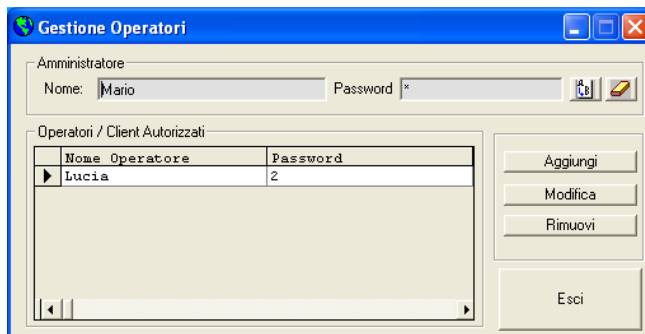 Gestione Operatori
Amministratore
Nome: Mario Password *
Operatori / Client Autorizzati
Nome Operatore Password
Lucia 2
Aggiungi
Modifica
Rimuovi
Esci